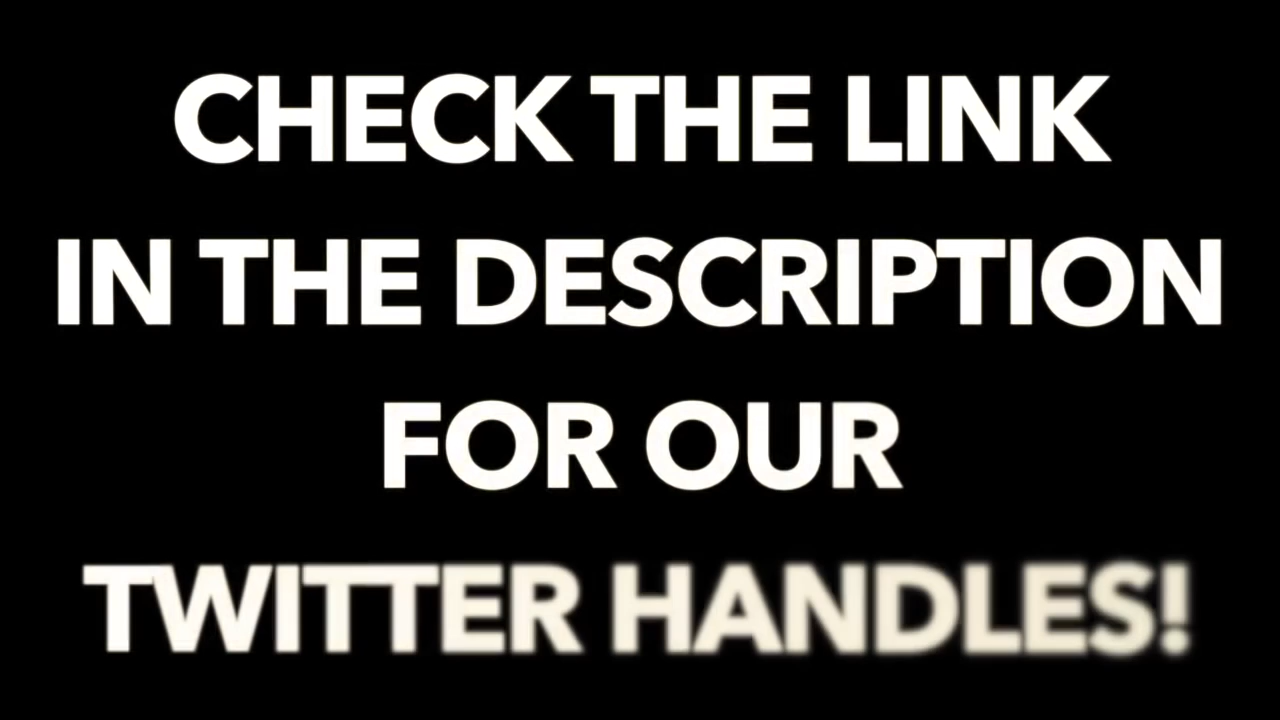 CHECK THE LINK
IN THE DESCRIPTION
FOR OUR
TWITTER HANDLES!